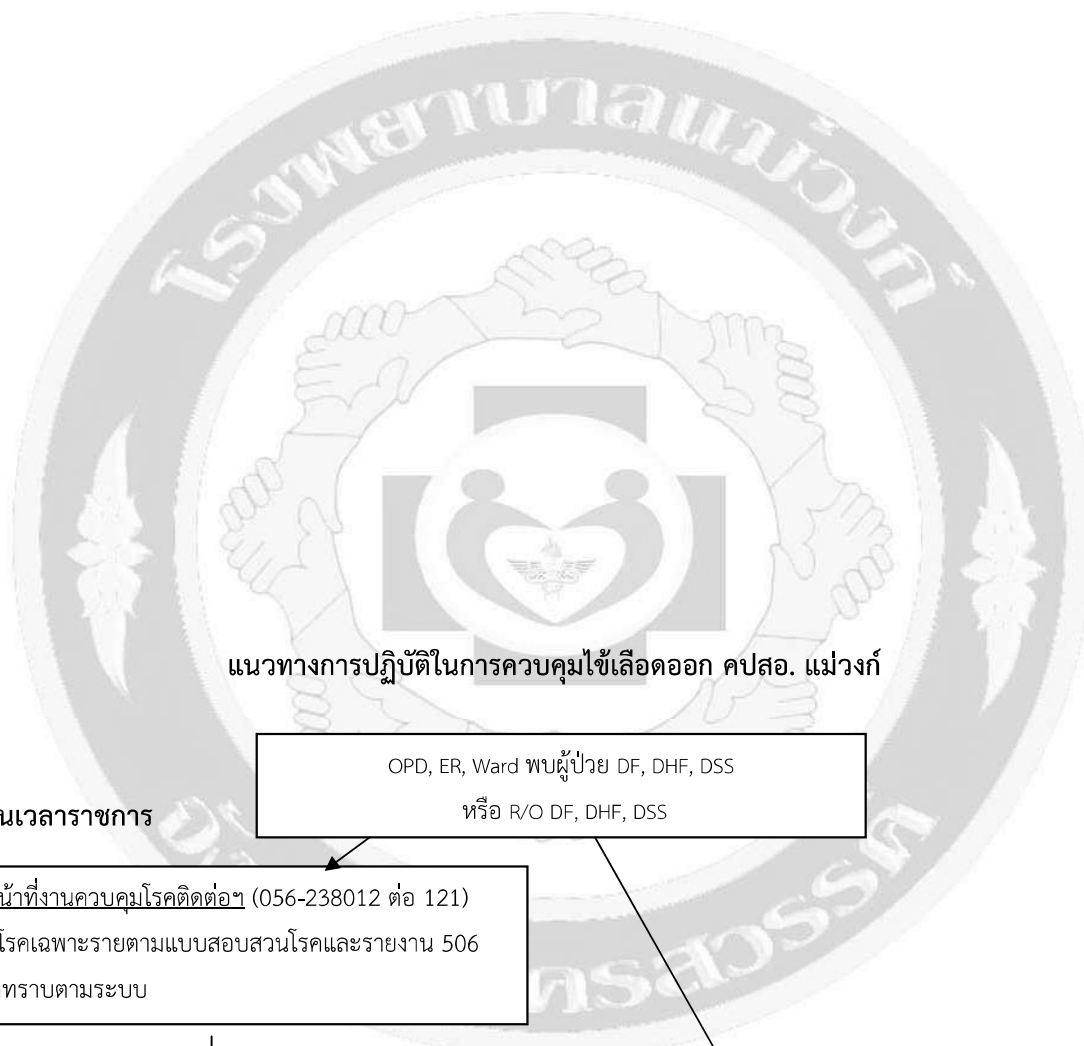 โรงพยาบาลแม่วงก์
แนวทางการปฏิบัติในการควบคุมไข้เลือดออก คปสอ. แม่วงก์
OPD, ER, Ward พบผู้ป่วย DF, DHF, DSS
หรือ R/O DF, DHF, DSS
นเวลาราชการ
น้าที่งานควบคุมโรคติดต่อฯ (056-238012 ต่อ 121)
โรคเฉพาะรายตามแบบสอบสวนโรคและรายงาน 506
ทราบตามระบบ